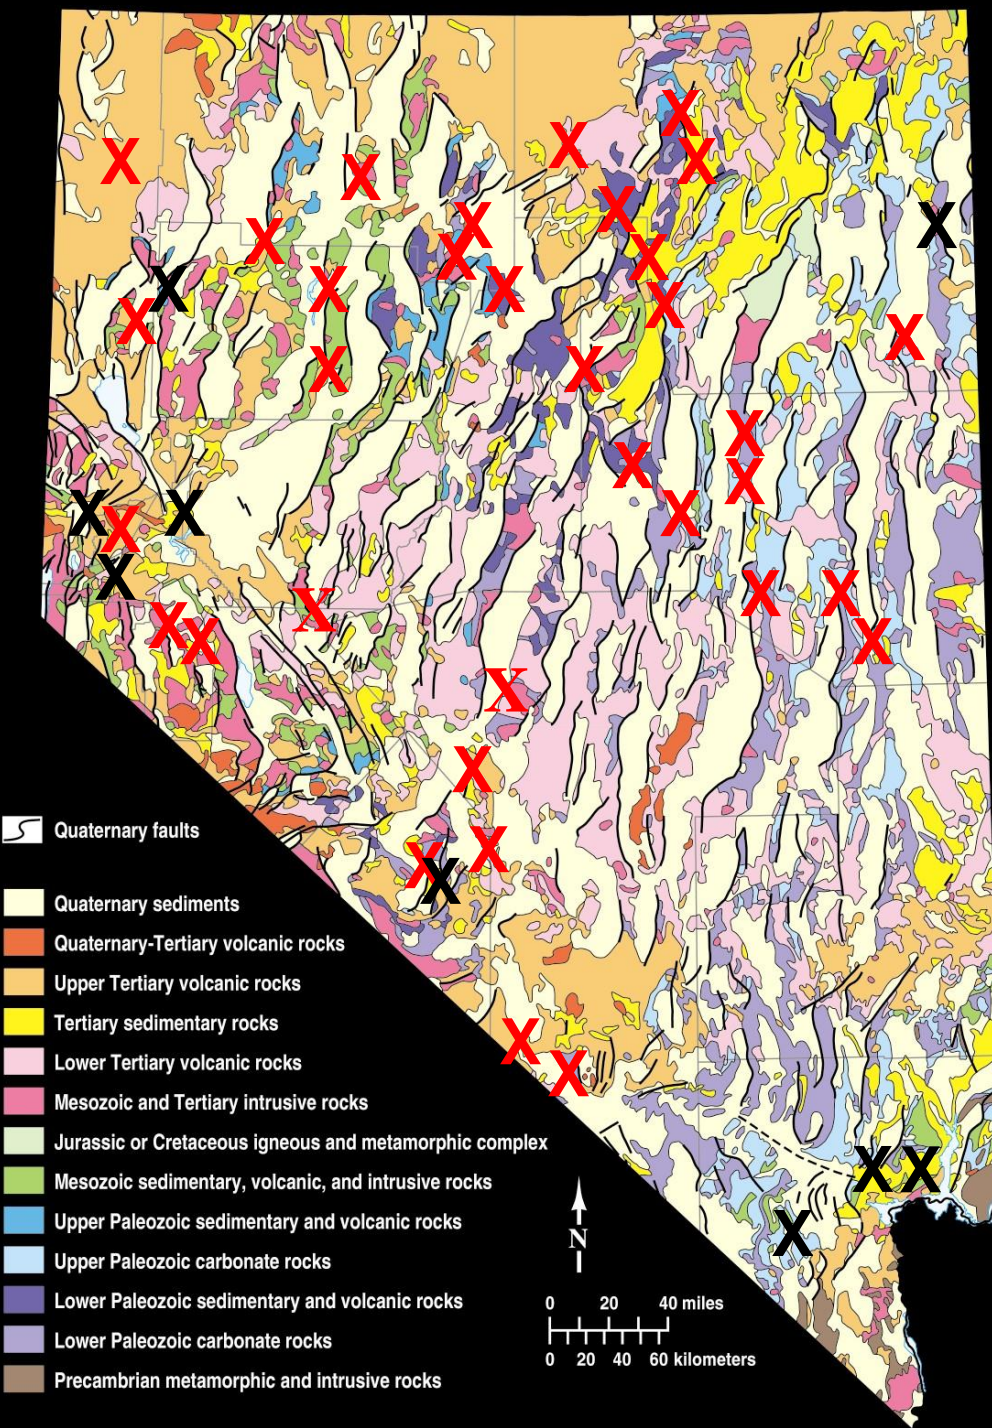 Quaternary faults
Quaternary sediments
Quaternary-Tertiary volcanic rocks
Upper Tertiary volcanic rocks
Tertiary sedimentary rocks
Lower Tertiary volcanic rocks
Mesozoic and Tertiary intrusive rocks
Jurassic or Cretaceous igneous and metamorphic complex
Mesozoic sedimentary, volcanic, and intrusive rocks
Upper Paleozoic sedimentary and volcanic rocks
Upper Paleozoic carbonate rocks
Lower Paleozoic sedimentary and volcanic rocks
Lower Paleozoic carbonate rocks
Precambrian metamorphic and intrusive rocks
N
0 20 40 miles
0 20 40 60 kilometers